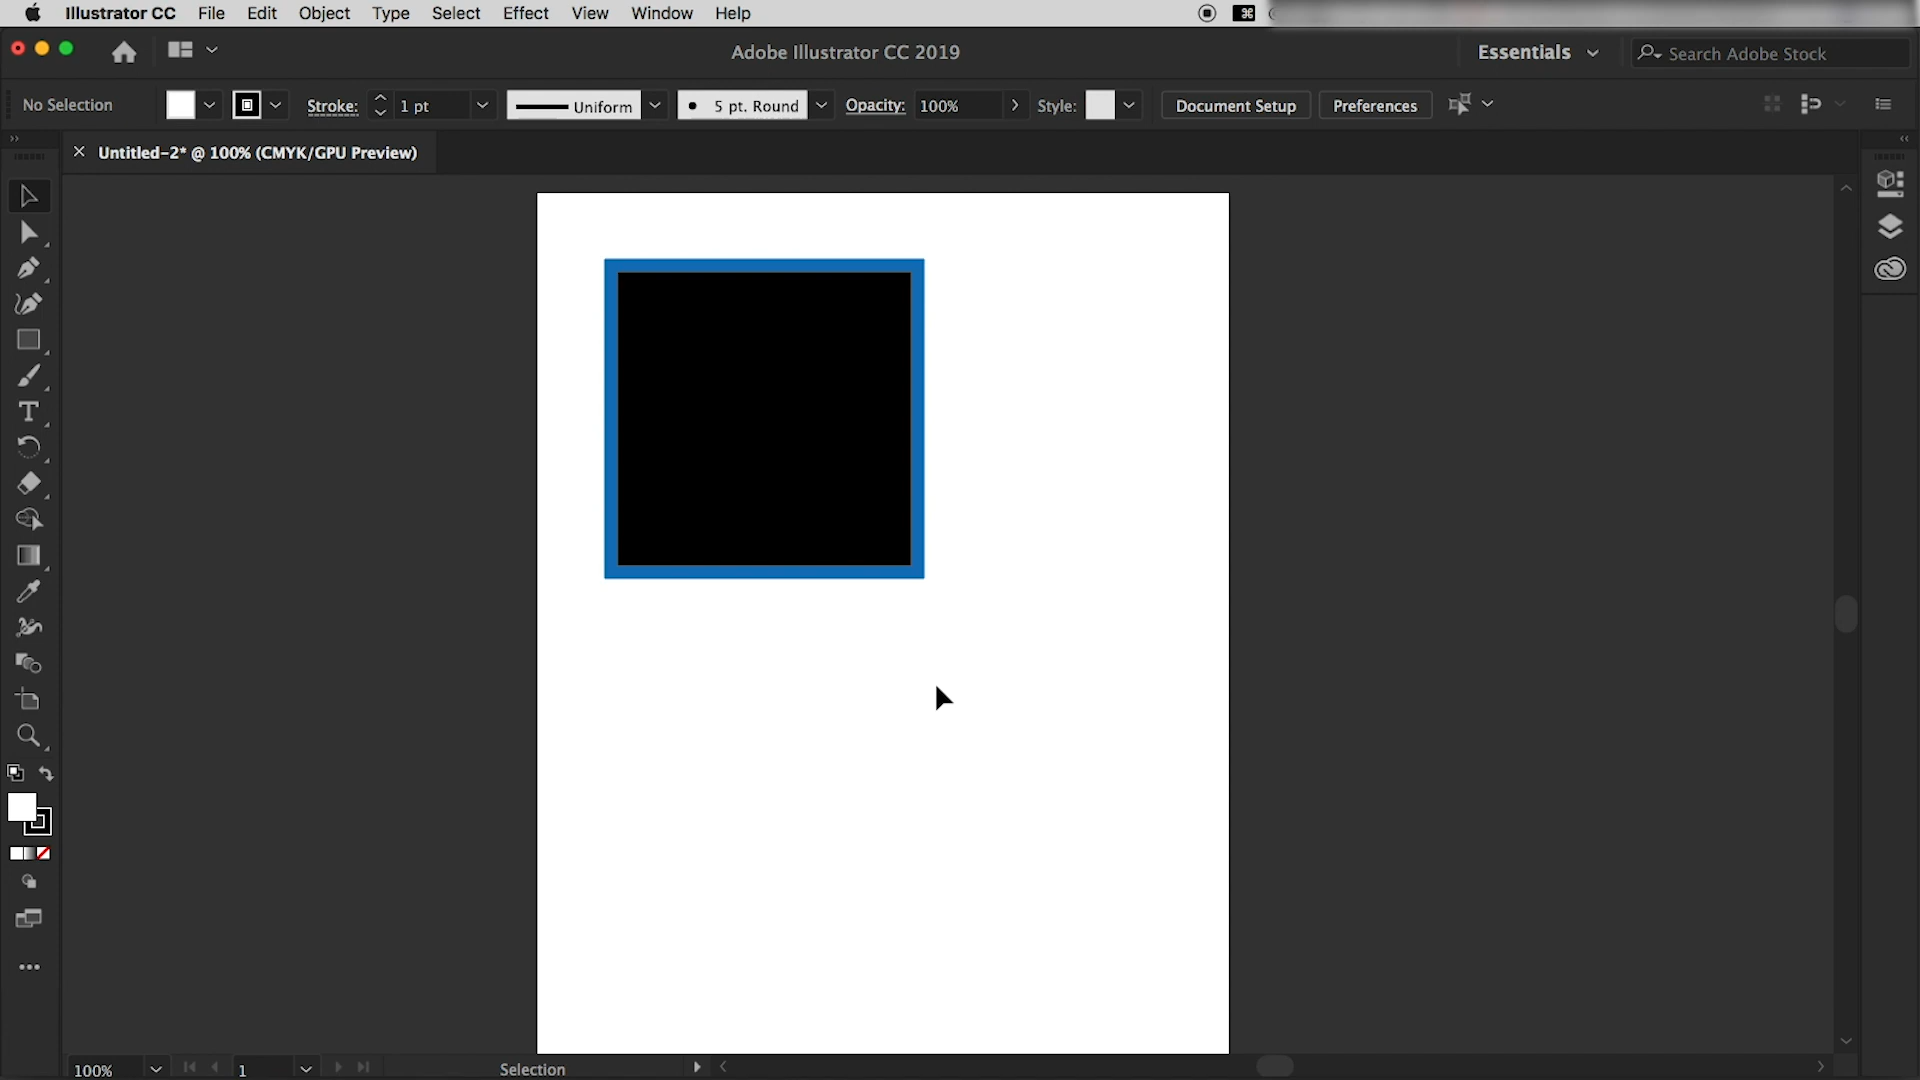 Illustrator CC File Edit Object Type Select Effect View Window Help
Adobe Illustrator CC 2019
Essentials
Search Adobe Stock
No Selection
Stroke: 1 pt
Uniform
5 pt. Round
Opacity: 100%
Style:
Document Setup
Preferences
Untitled-2* @ 100% (CMYK/GPU Preview)
100%
1
Selection